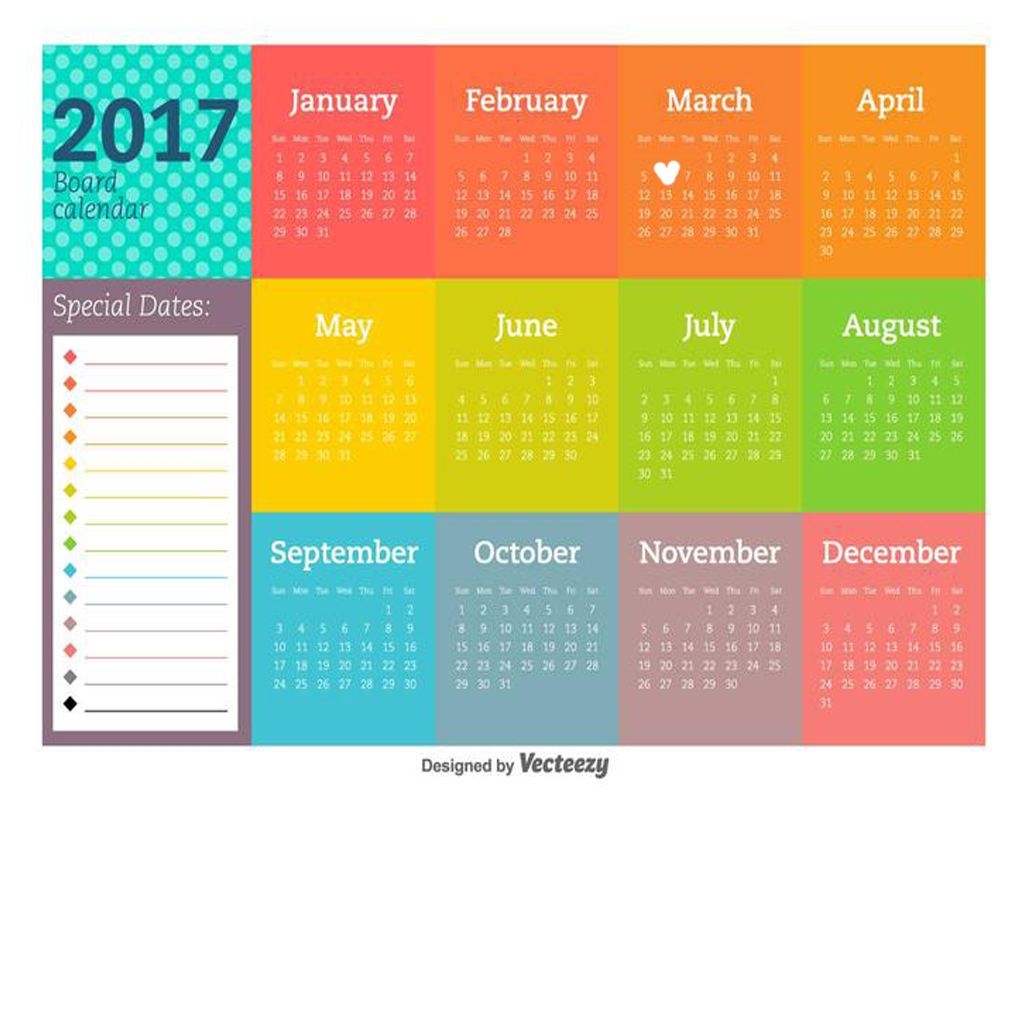 2017
Board
calendar
January
Sun Mon Tue Wed Thu Fri Sat
1 2 3 4 5 6 7
8 9 10 11 12 13 14
15 16 17 18 19 20 21
22 23 24 25 26 27 28
29 30 31
February
Sun Mon Tue Wed Thu Fri Sat
1 2 3 4
5 6 7 8 9 10 11
12 13 14 15 16 17 18
19 20 21 22 23 24 25
26 27 28
March
Sun Mon Tue Wed Thu Fri Sat
1 2 3 4
5 7 8 9 10 11
12 13 14 15 16 17 18
19 20 21 22 23 24 25
26 27 28 29 30 31
April
Sun Mon Tue Wed Thu Fri Sat
1
2 3 4 5 6 7 8
9 10 11 12 13 14 15
16 17 18 19 20 21 22
23 24 25 26 27 28 29
30
Special Dates:
May
Sun Mon Tue Wed Thu Fri Sat
1 2 3 4 5 6
7 8 9 10 11 12 13
14 15 16 17 18 19 20
21 22 23 24 25 26 27
28 29 30 31
June
Sun Mon Tue Wed Thu Fri Sat
1 2 3
4 5 6 7 8 9 10
11 12 13 14 15 16 17
18 19 20 21 22 23 24
25 26 27 28 29 30
July
Sun Mon Tue Wed Thu Fri Sat
1
2 3 4 5 6 7 8
9 10 11 12 13 14 15
16 17 18 19 20 21 22
23 24 25 26 27 28 29
30 31
August
Sun Mon Tue Wed Thu Fri Sat
1 2 3 4 5
6 7 8 9 10 11 12
13 14 15 16 17 18 19
20 21 22 23 24 25 26
27 28 29 30 31
September
Sun Mon Tue Wed Thu Fri Sat
1 2
3 4 5 6 7 8 9
10 11 12 13 14 15 16
17 18 19 20 21 22 23
24 25 26 27 28 29 30
October
Sun Mon Tue Wed Thu Fri Sat
1 2 3 4 5 6 7
8 9 10 11 12 13 14
15 16 17 18 19 20 21
22 23 24 25 26 27 28
29 30 31
November
Sun Mon Tue Wed Thu Fri Sat
1 2 3 4
5 6 7 8 9 10 11
12 13 14 15 16 17 18
19 20 21 22 23 24 25
26 27 28 29 30
December
Sun Mon Tue Wed Thu Fri Sat
1 2
3 4 5 6 7 8 9
10 11 12 13 14 15 16
17 18 19 20 21 22 23
24 25 26 27 28 29 30
31
Designed by Vecteezy